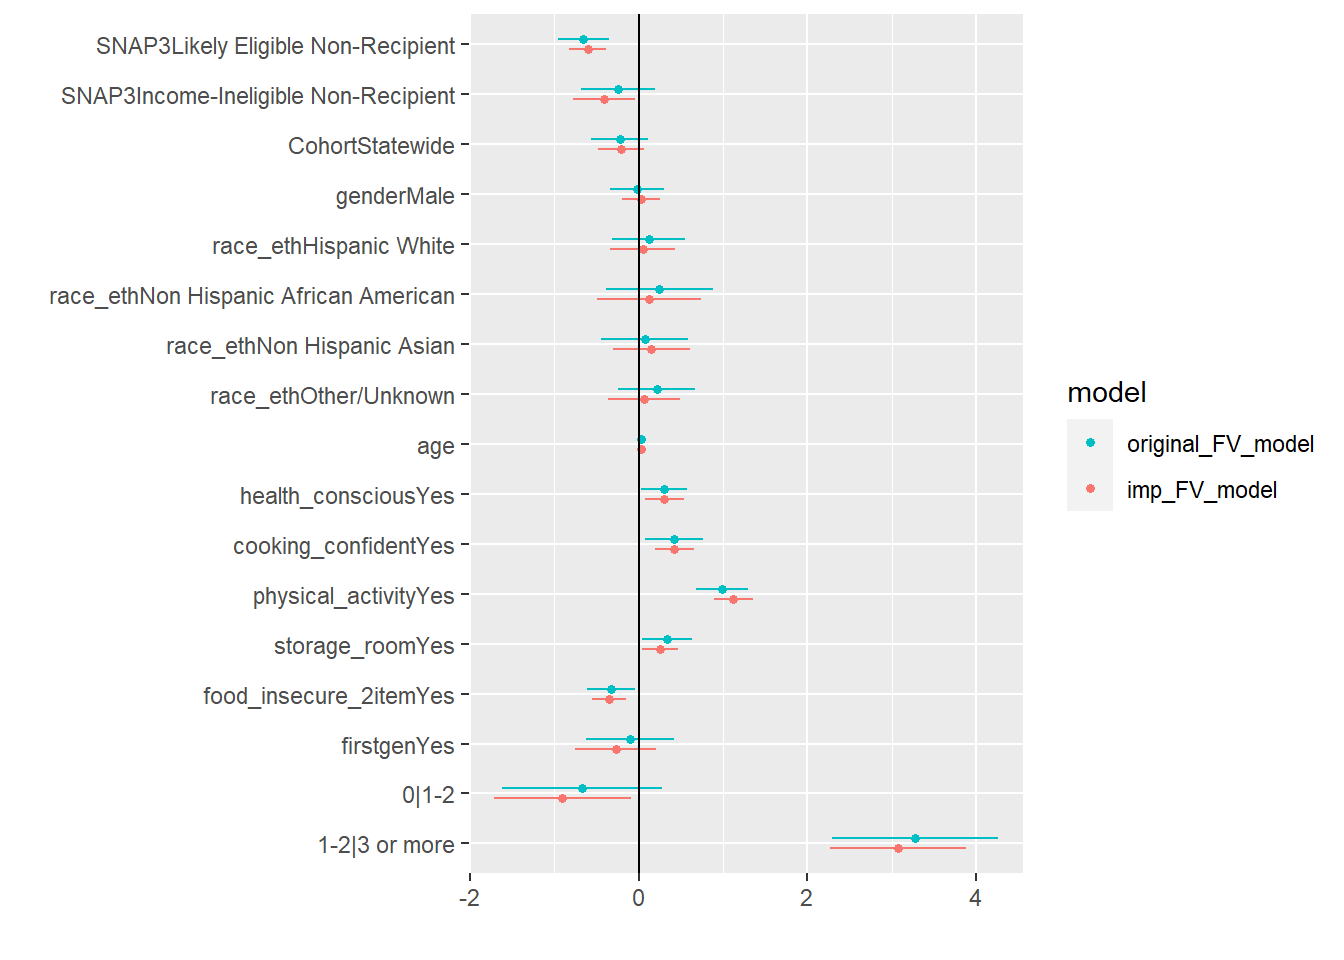 SNAP3Likely Eligible Non-Recipient
SNAP3Income-Ineligible Non-Recipient
CohortStatewide
genderMale
race_ethHispanic White
race_ethNon Hispanic African American
race_ethNon Hispanic Asian
race_ethOther/Unknown
age
health_consciousYes
cooking_confidentYes
physical_activityYes
storage_roomYes
food_insecure_2itemYes
firstgenYes
0|1-2
1-2|3 or more
-2 0 2 4
model
original_FV_model
imp_FV_model